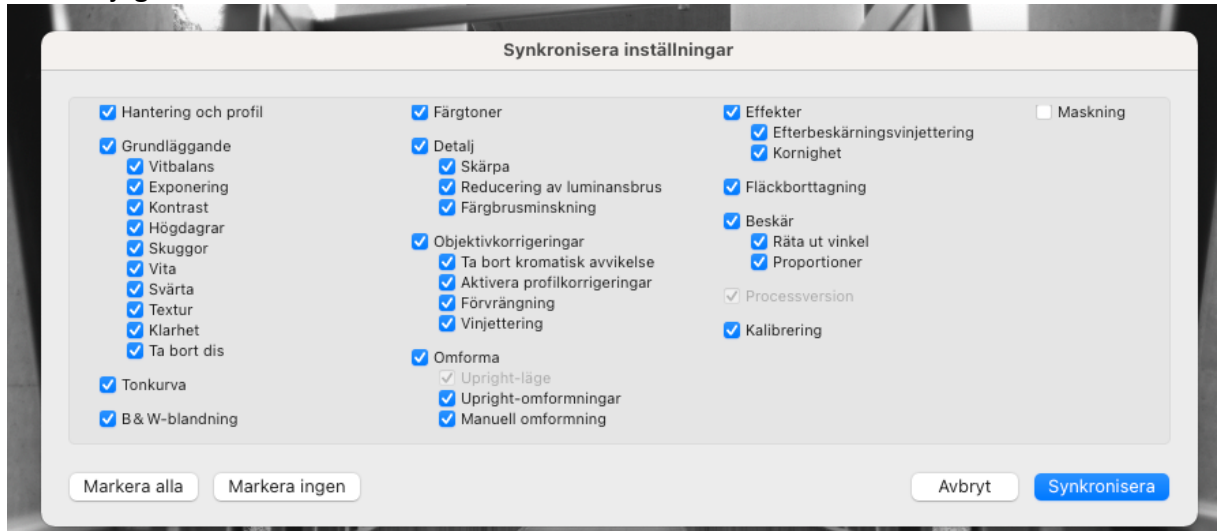 Synkronisera inställningar
Hantering och profil
Grundläggande
Vitbalans
Exponering
Kontrast
Högdagrar
Skuggor
Vita
Svärta
Textur
Klarhet
Ta bort dis
Tonkurva
B & W-blandning
Färgtoner
Detalj
Skärpa
Reducering av luminansbrus
Färgbrusminskning
Objektivkorrigeringar
Ta bort kromatisk avvikelse
Aktivera profilkorrigeringar
Förvrängning
Vinjettering
Omforma
Upright-läge
Upright-omformningar
Manuell omformning
Effekter
Efterbeskärningsvinjettering
Kornighet
Fläckborttagning
Beskär
Räta ut vinkel
Proportioner
Processversion
Kalibrering
Maskning
Markera alla
Markera ingen
Avbryt
Synkronisera